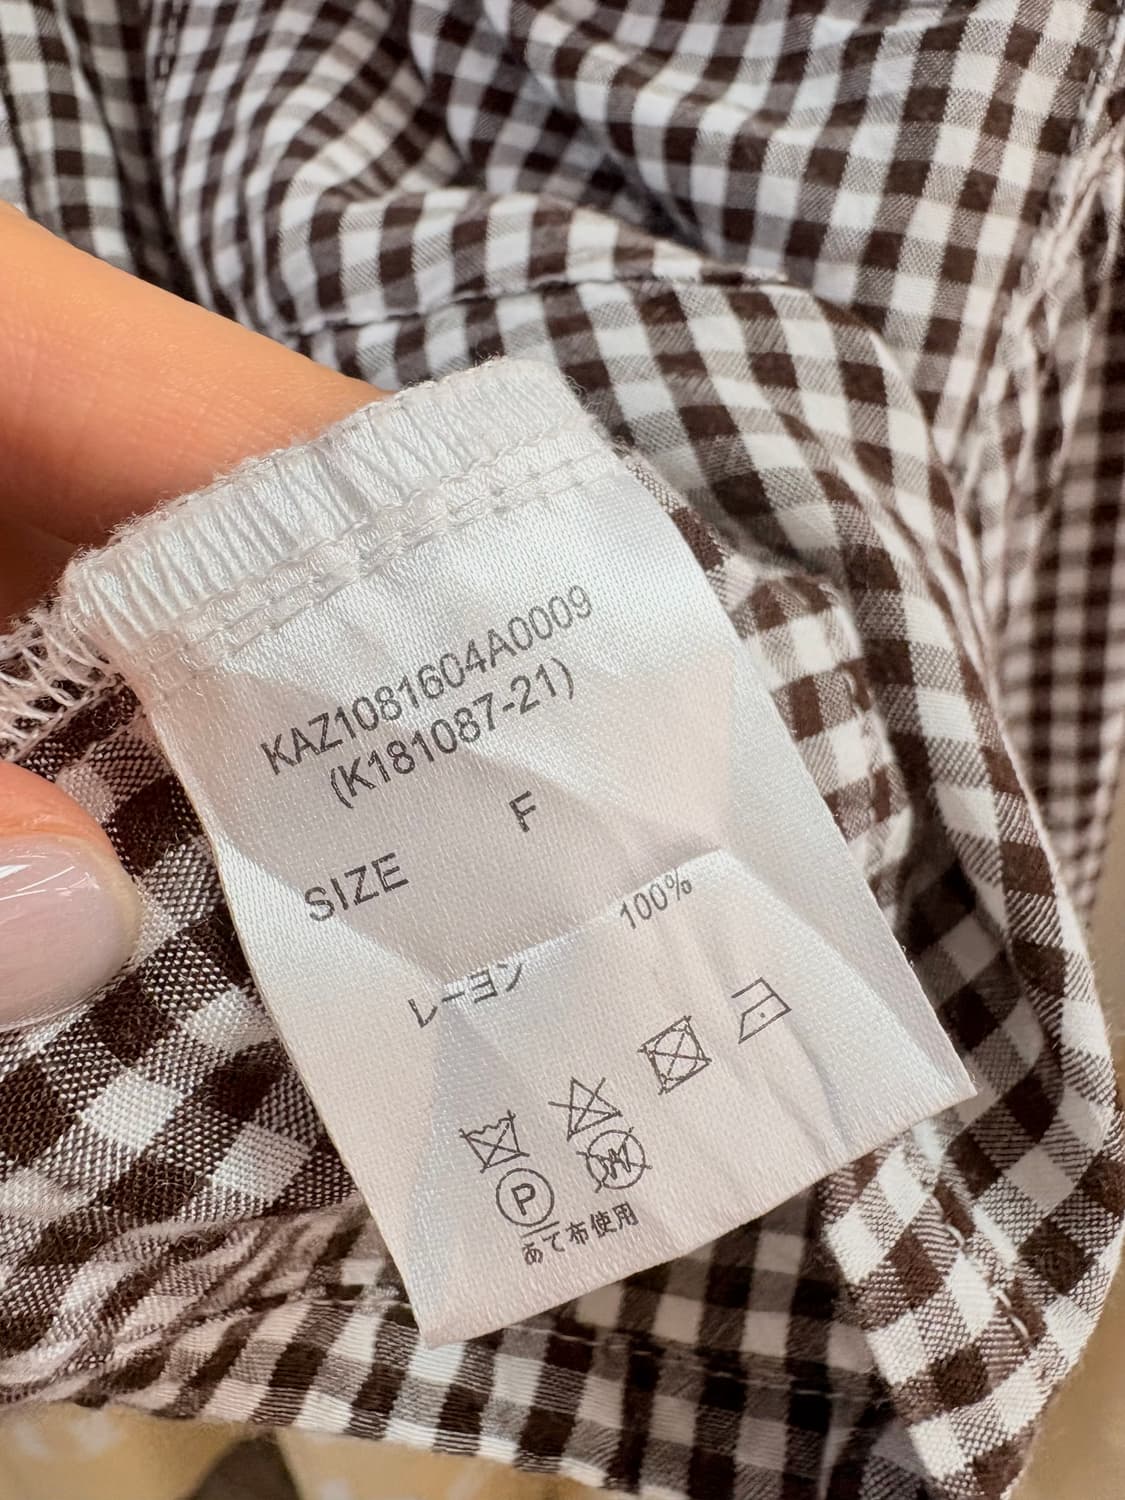 KAZ1081604A0009
(K181087-21)
SIZE F
レーヨン 100%
P W
あて布使用